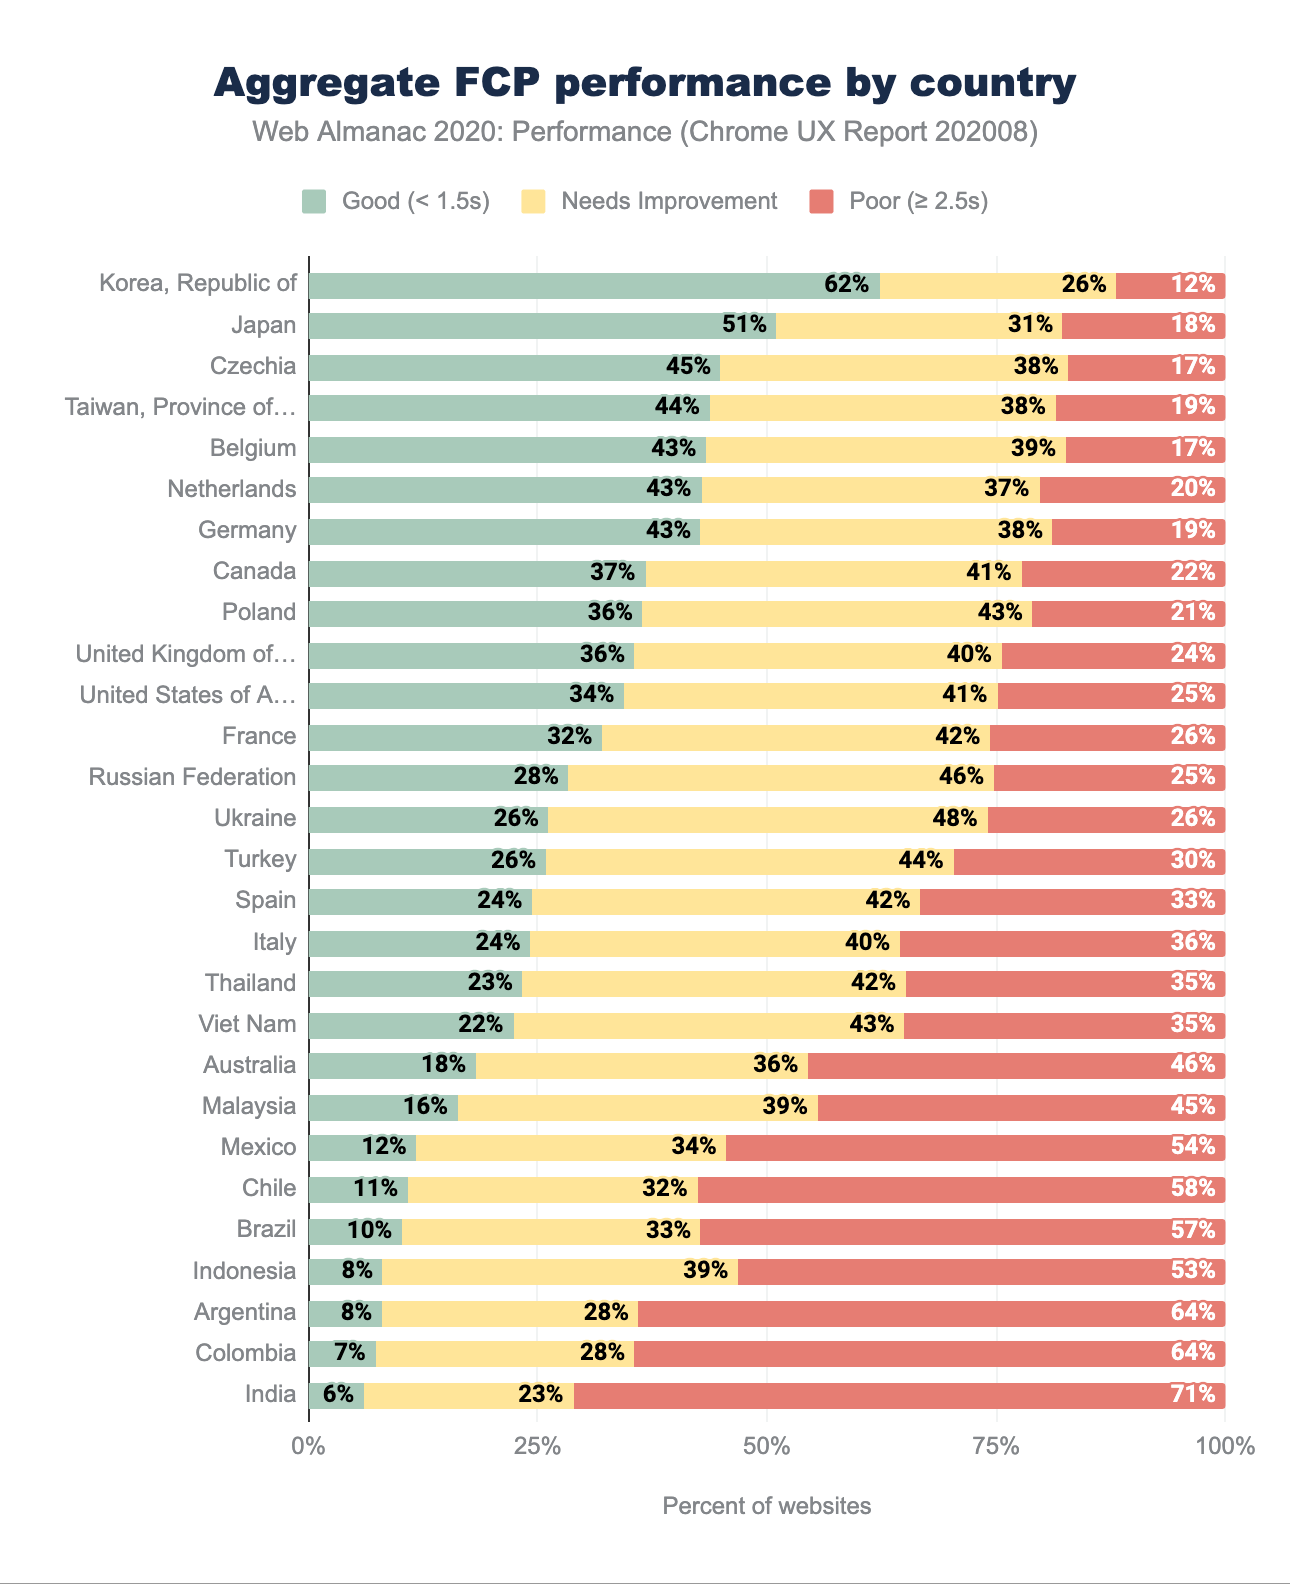 Aggregate FCP performance by country
Web Almanac 2020: Performance (Chrome UX Report 202008)
Good (< 1.5s) Needs Improvement Poor (≥ 2.5s)
Korea, Republic of 62% 26% 12%
Japan 51% 31% 18%
Czechia 45% 38% 17%
Taiwan, Province of… 44% 38% 19%
Belgium 43% 39% 17%
Netherlands 43% 37% 20%
Germany 43% 38% 19%
Canada 37% 41% 22%
Poland 36% 43% 21%
United Kingdom of… 36% 40% 24%
United States of A… 34% 41% 25%
France 32% 42% 26%
Russian Federation 28% 46% 25%
Ukraine 26% 48% 26%
Turkey 26% 44% 30%
Spain 24% 42% 33%
Italy 24% 40% 36%
Thailand 23% 42% 35%
Viet Nam 22% 43% 35%
Australia 18% 36% 46%
Malaysia 16% 39% 45%
Mexico 12% 34% 54%
Chile 11% 32% 58%
Brazil 10% 33% 57%
Indonesia 8% 39% 53%
Argentina 8% 28% 64%
Colombia 7% 28% 64%
India 6% 23% 71%
0% 25% 50% 75% 100%
Percent of websites